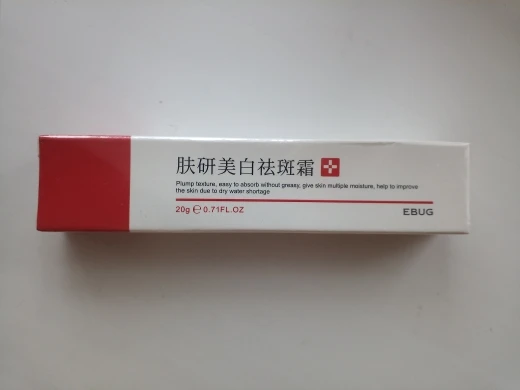 肤研美白祛斑霜
Plump texture, easy to absorb without greasy, give skin multiple moisture, help to improve
the skin due to dry water shortage
20g ℮ 0.71FL.OZ
EBUG